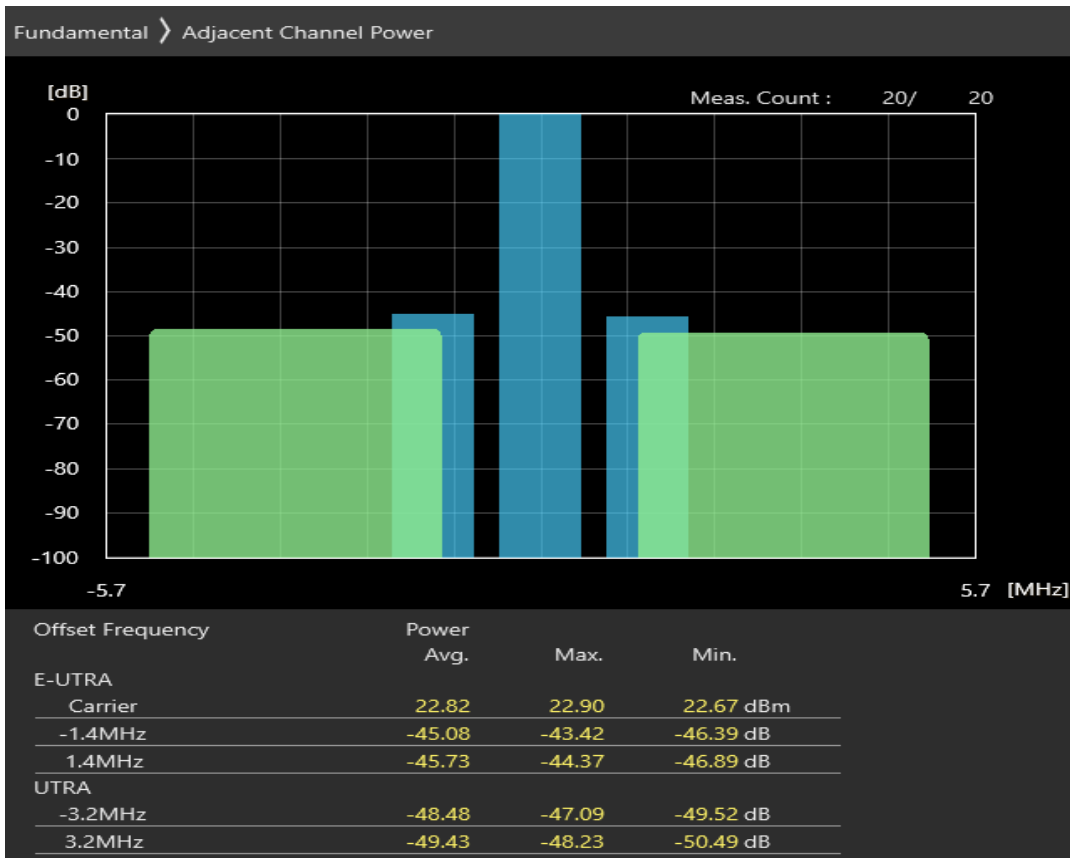 Fundamental 〉 Adjacent Channel Power
[dB]
Meas. Count : 20/ 20
0
-10
-20
-30
-40
-50
-60
-70
-80
-90
-100
-5.7 5.7 [MHz]
Offset Frequency Power
Avg. Max. Min.
E-UTRA
Carrier 22.82 22.90 22.67 dBm
-1.4MHz -45.08 -43.42 -46.39 dB
1.4MHz -45.73 -44.37 -46.89 dB
UTRA
-3.2MHz -48.48 -47.09 -49.52 dB
3.2MHz -49.43 -48.23 -50.49 dB